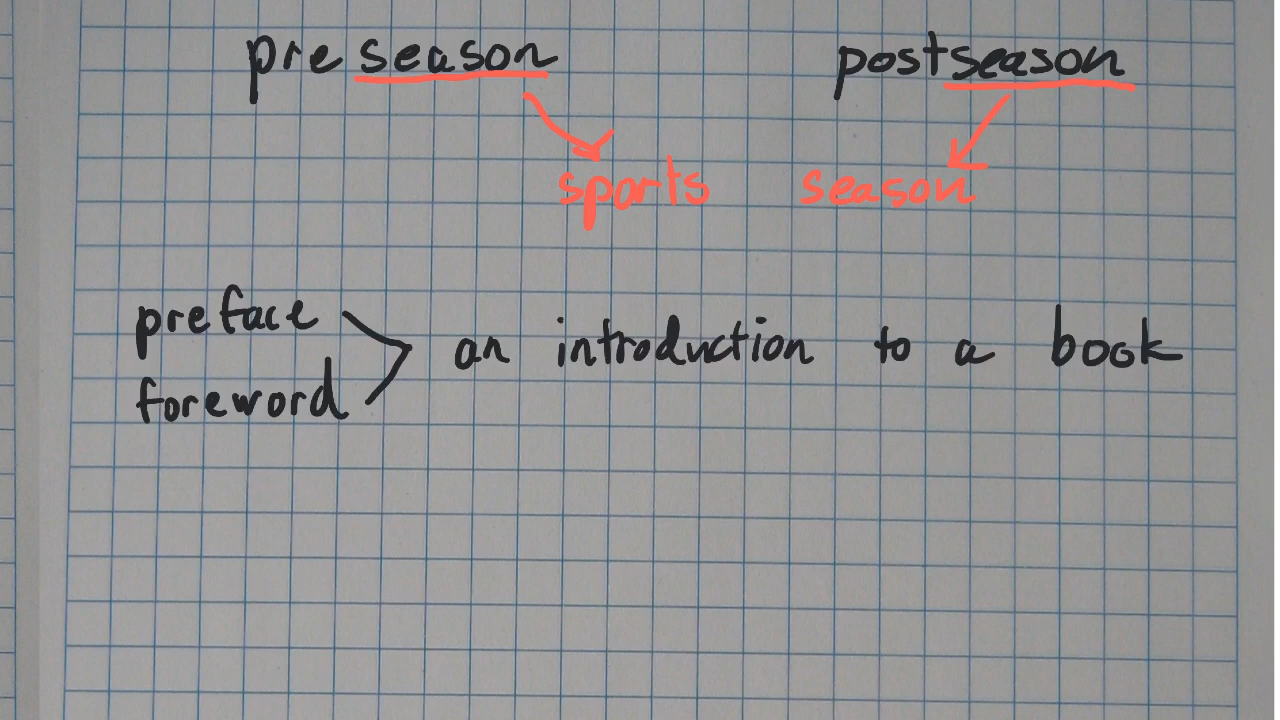 preseason postseason
sports season
preface
an introduction to a book
foreword